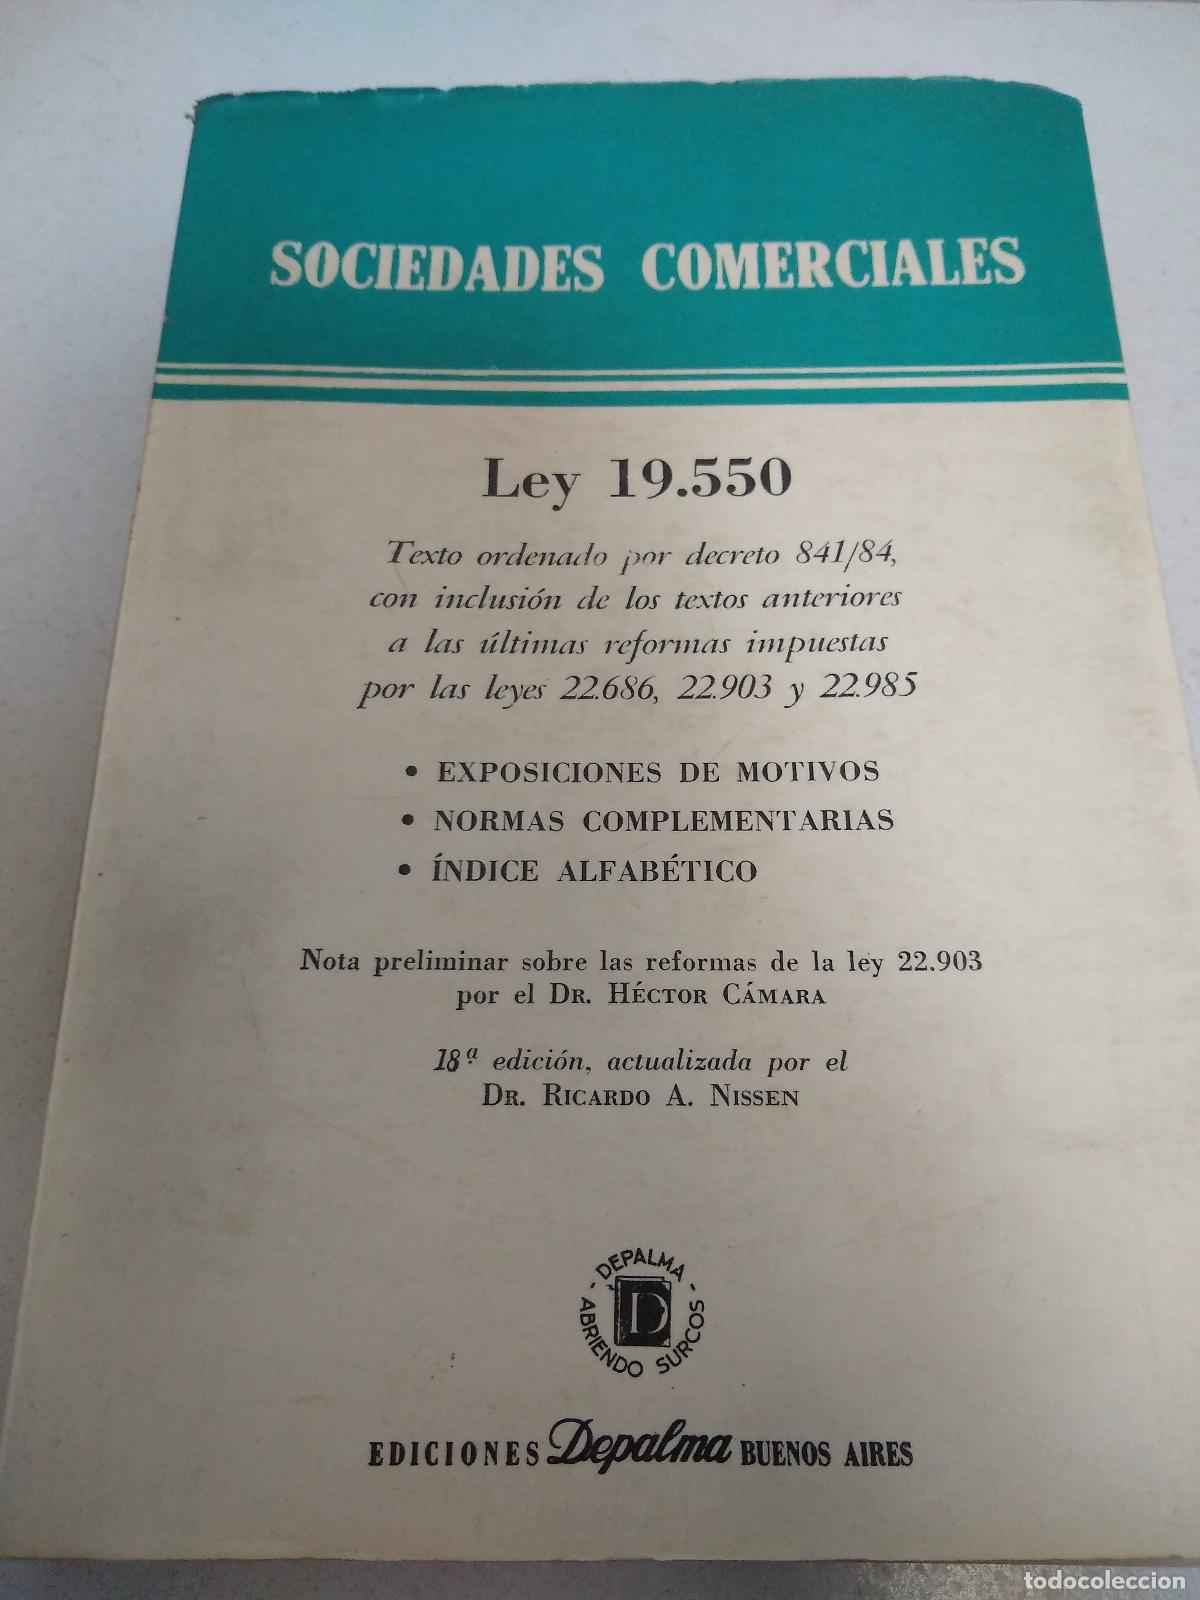 SOCIEDADES COMERCIALES
Ley 19.550
Texto ordenado por decreto 841/84,
con inclusión de los textos anteriores
a las últimas reformas impuestas
por las leyes 22.686, 22.903 y 22.985
• EXPOSICIONES DE MOTIVOS
• NORMAS COMPLEMENTARIAS
• ÍNDICE ALFABÉTICO
Nota preliminar sobre las reformas de la ley 22.903
por el DR. HÉCTOR CÁMARA
18ª edición, actualizada por el
DR. RICARDO A. NISSEN
- DEPALMA -
D
ABRIENDO SURCOS
EDICIONES Depalma BUENOS AIRES
todocoleccion